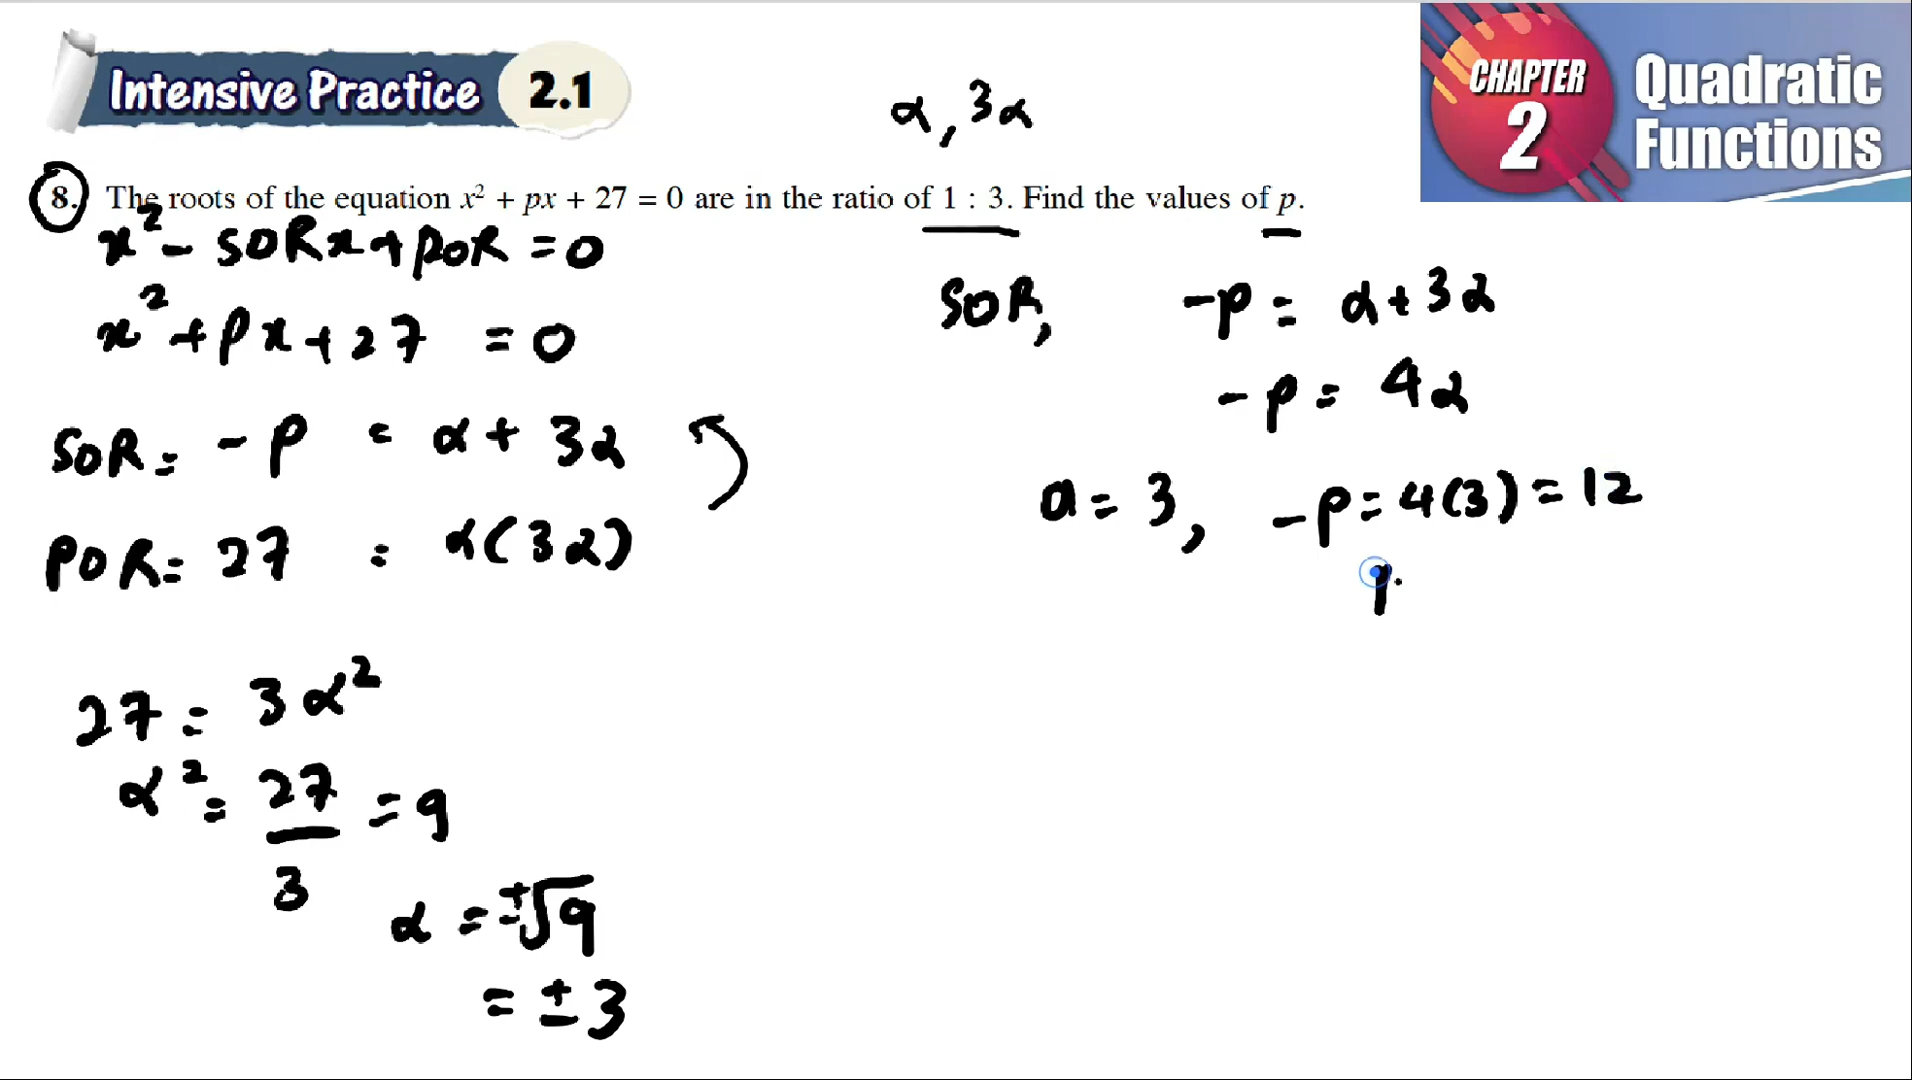 Intensive Practice 2.1
CHAPTER 2
Quadratic Functions
α, 3α
8. The roots of the equation x² + px + 27 = 0 are in the ratio of 1 : 3. Find the values of p.
x² - SORx + POR = 0
x² + px + 27 = 0
SOR = -p = α + 3α
POR = 27 = α(3α)
27 = 3α²
α² = 27/3 = 9
α = ±√9
= ±3
SOR, -p = α + 3α
-p = 4α
a = 3, -p = 4(3) = 12
p